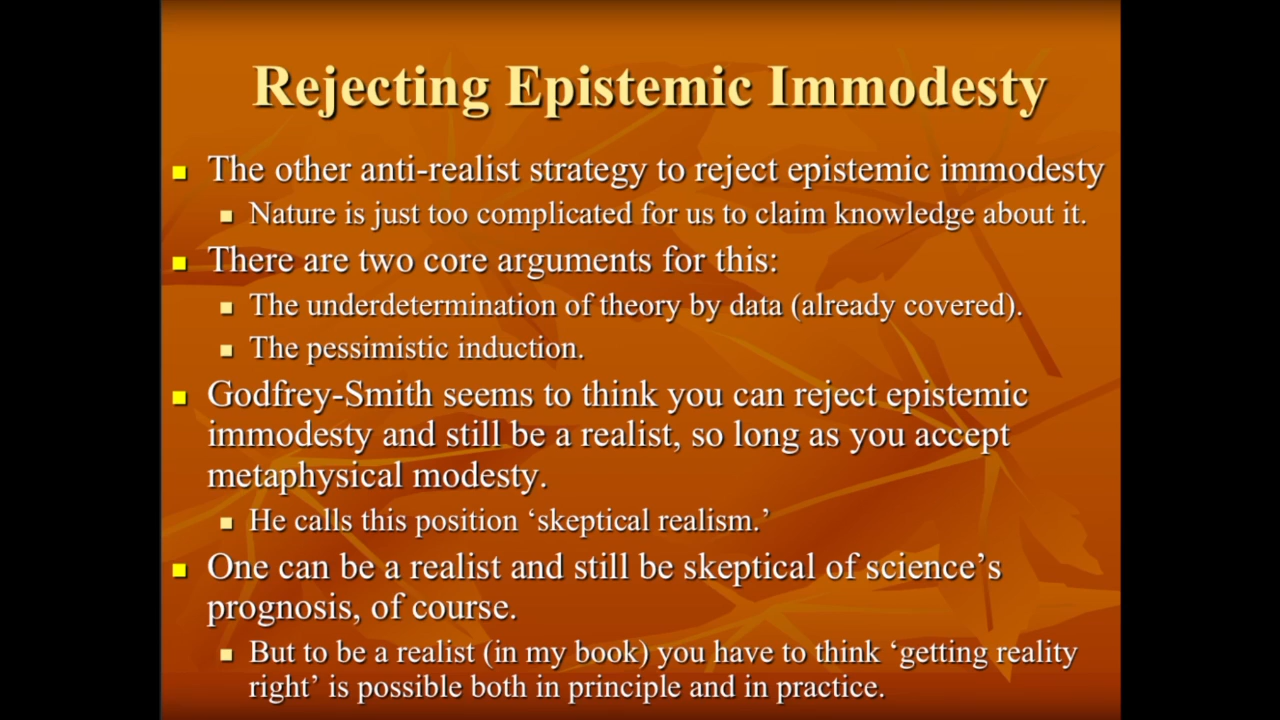 Rejecting Epistemic Immodesty
The other anti-realist strategy to reject epistemic immodesty
Nature is just too complicated for us to claim knowledge about it.
There are two core arguments for this:
The underdetermination of theory by data (already covered).
The pessimistic induction.
Godfrey-Smith seems to think you can reject epistemic
immodesty and still be a realist, so long as you accept
metaphysical modesty.
He calls this position ‘skeptical realism.’
One can be a realist and still be skeptical of science’s
prognosis, of course.
But to be a realist (in my book) you have to think ‘getting reality
right’ is possible both in principle and in practice.